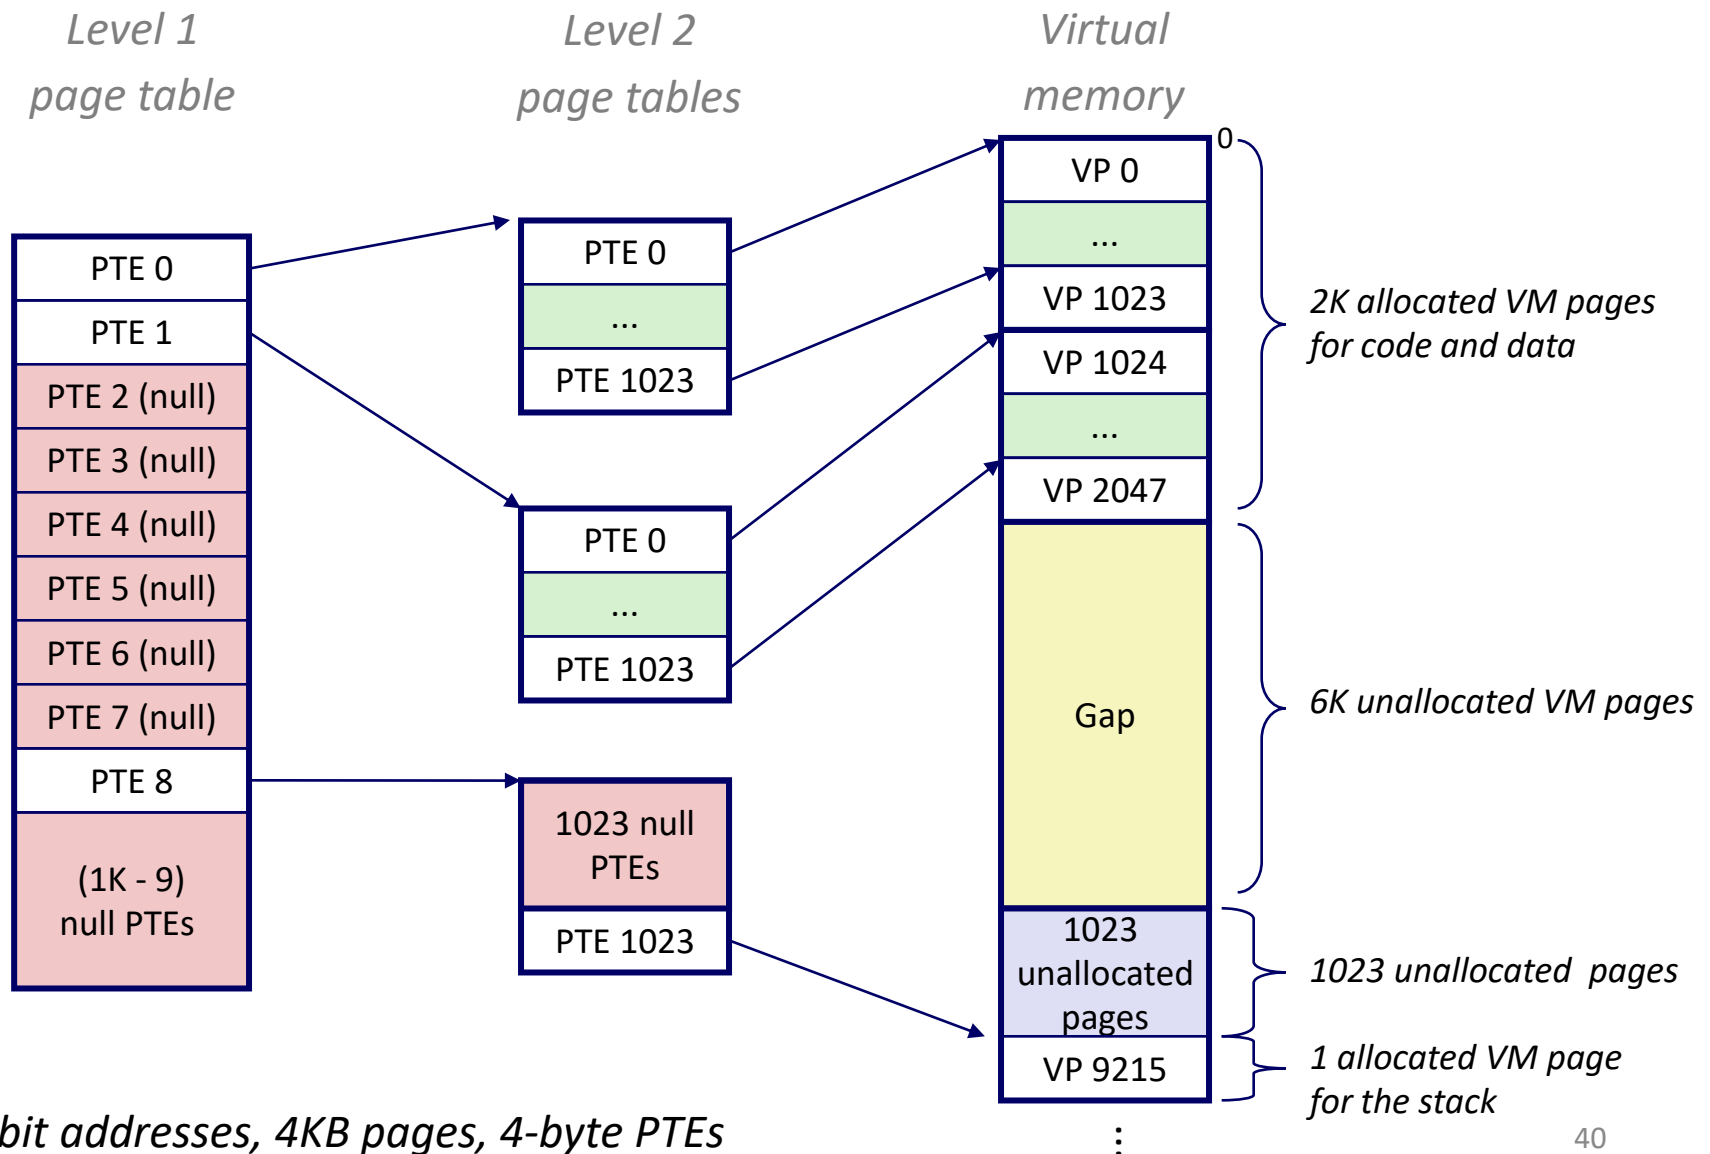 Level 1
page table
Level 2
page tables
Virtual
memory
PTE 0
PTE 1
PTE 2 (null)
PTE 3 (null)
PTE 4 (null)
PTE 5 (null)
PTE 6 (null)
PTE 7 (null)
PTE 8
(1K - 9)
null PTEs
PTE 0
...
PTE 1023
PTE 0
...
PTE 1023
1023 null
PTEs
PTE 1023
0
VP 0
...
VP 1023
VP 1024
...
VP 2047
Gap
1023
unallocated
pages
VP 9215
⋮
2K allocated VM pages
for code and data
6K unallocated VM pages
1023 unallocated pages
1 allocated VM page
for the stack
bit addresses, 4KB pages, 4-byte PTEs
40